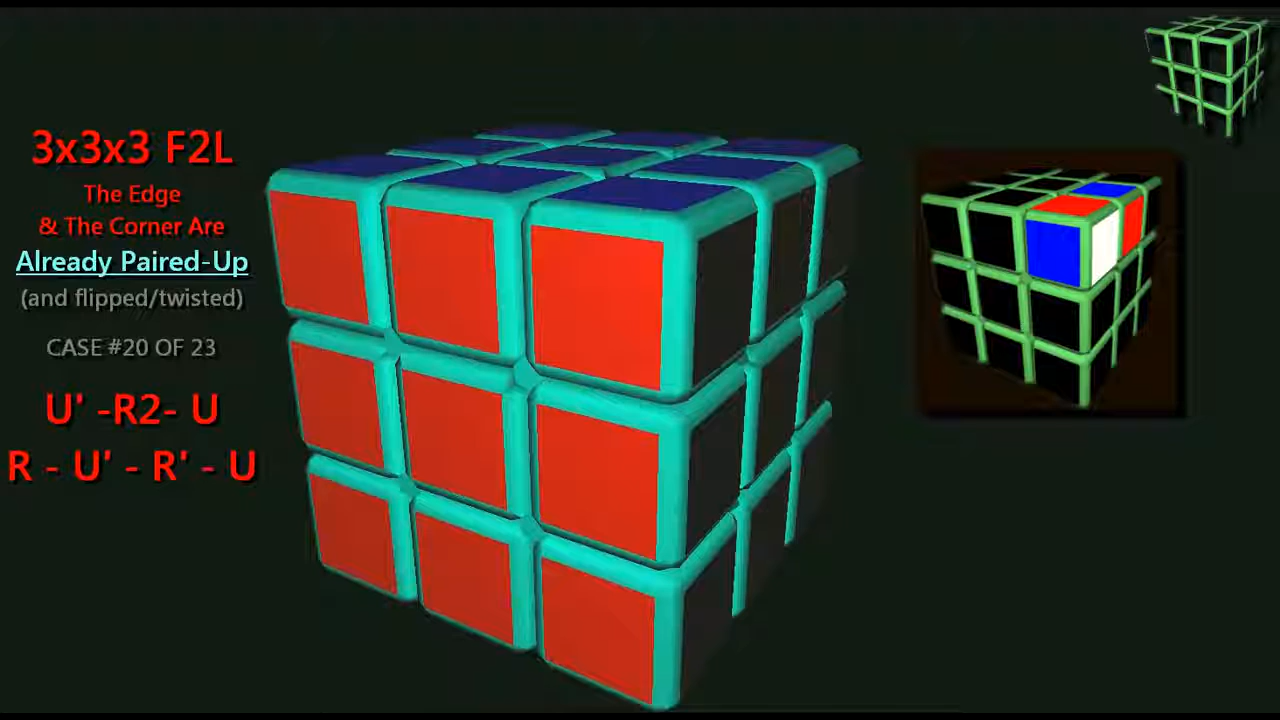 3x3x3 F2L
The Edge
& The Corner Are
Already Paired-Up
(and flipped/twisted)
CASE #20 OF 23
U' -R2- U
R - U' - R' - U